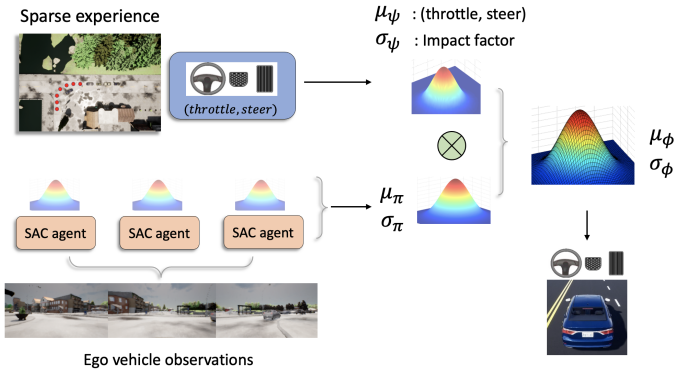 Sparse experience
(throttle, steer)
μψ : (throttle, steer)
σψ : Impact factor
μϕ
σϕ
SAC agent
SAC agent
SAC agent
μπ
σπ
Ego vehicle observations